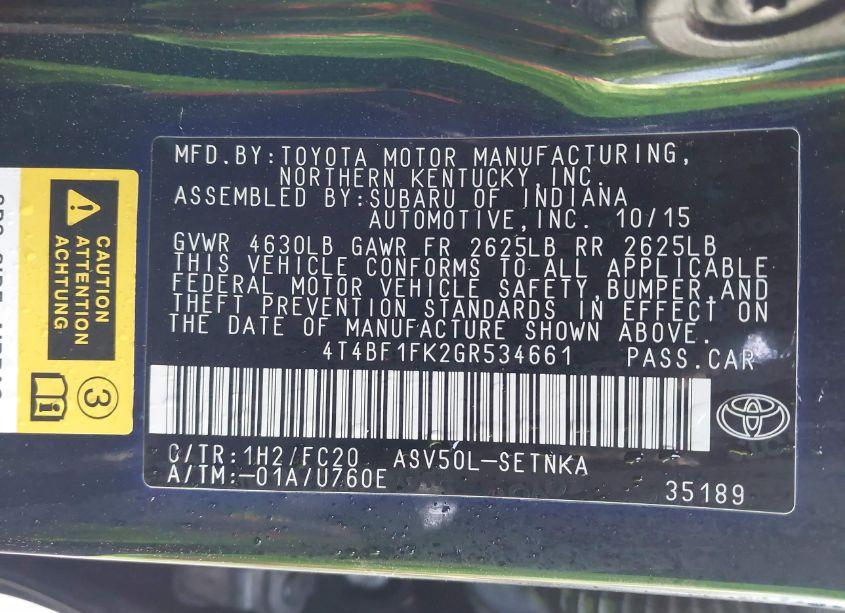 MFD.BY:TOYOTA MOTOR MANUFACTURING,
NORTHERN KENTUCKY,INC.
ASSEMBLED BY:SUBARU OF INDIANA
AUTOMOTIVE,INC. 10/15
GVWR 4630LB GAWR FR 2625LB RR 2625LB
THIS VEHICLE CONFORMS TO ALL APPLICABLE
FEDERAL MOTOR VEHICLE SAFETY,BUMPER,AND
THEFT PREVENTION STANDARDS IN EFFECT ON
THE DATE OF MANUFACTURE SHOWN ABOVE.
4T4BF1FK2GR534661 PASS.CAR
C/TR:1H2/FC20 ASV50L-SETNKA
A/TM:-01A/U760E
35189
CAUTION
ATTENTION
ACHTUNG
3